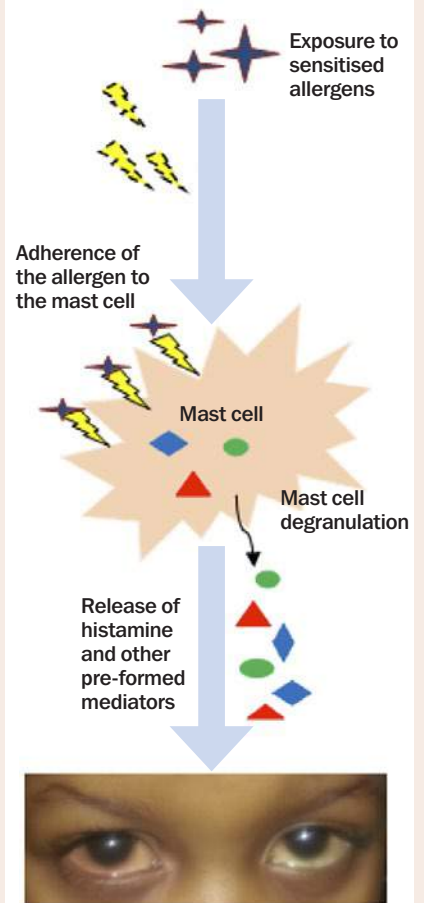 Exposure to
sensitised
allergens
Adherence of
the allergen to
the mast cell
Mast cell
Mast cell
degranulation
Release of
histamine
and other
pre-formed
mediators